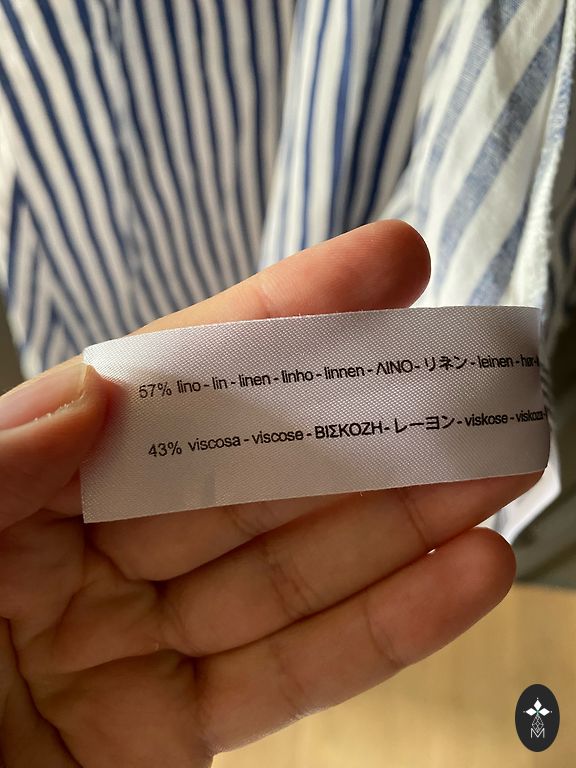 57% lino - lin - linen - linho - linnen - ΛΙΝΟ - リネン - leinen - hør -
43% viscosa - viscose - ΒΙΣΚΟΖΗ - レーヨン - viskose - viskoza -
M